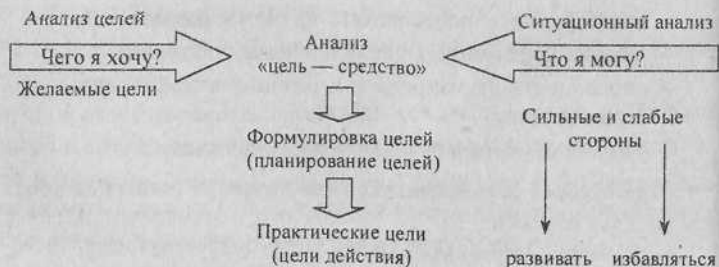 Анализ целей
Чего я хочу?
Желаемые цели
Анализ
«цель — средство»
Ситуационный анализ
Что я могу?
Формулировка целей
(планирование целей)
Сильные и слабые
стороны
Практические цели
(цели действия)
развивать избавляться